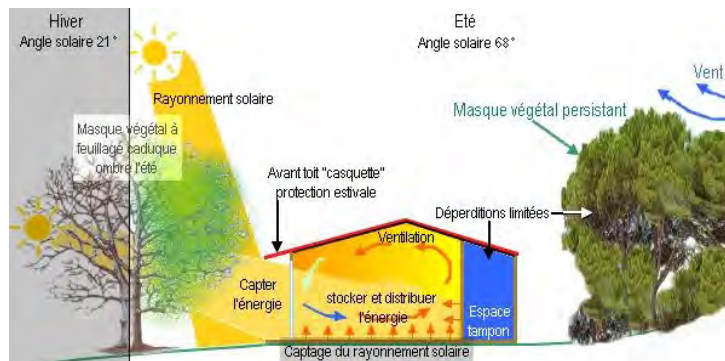 Hiver
Angle solaire 21°
Eté
Angle solaire 68°
Rayonnement solaire
Vent
Masque végétal persistant
Masque végétal à
feuillage caduque
ombre l'été
Avant toit "casquette"
protection estivale
Déperditions limitées
Ventilation
Capter
l'énergie
stocker et distribuer
l'énergie
Espace
tampon
Captage du rayonnement solaire